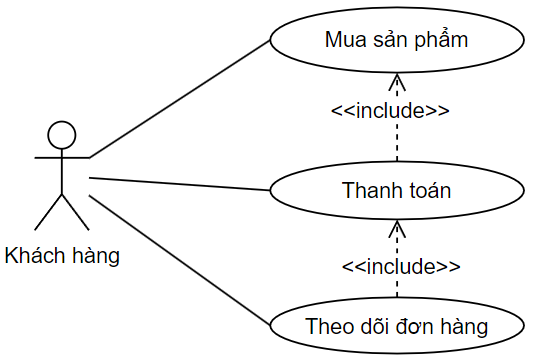 Mua sản phẩm
<<include>>
Thanh toán
Khách hàng
<<include>>
Theo dõi đơn hàng